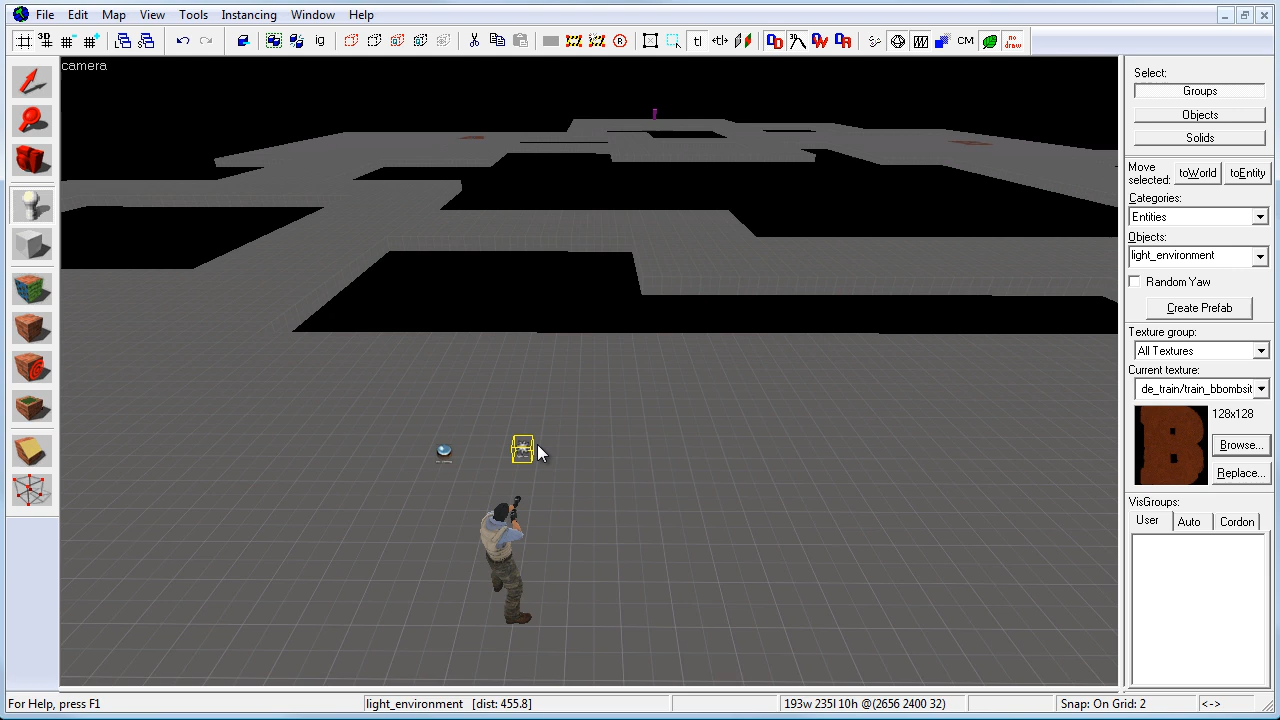 File Edit Map View Tools Instancing Window Help
camera
Select:
Groups
Objects
Solids
Move selected:
toWorld
toEntity
Categories:
Entities
Objects:
light_environment
Random Yaw
Create Prefab
Texture group:
All Textures
Current texture:
de_train/train_bbombsit
128x128
B
Browse...
Replace...
VisGroups:
User Auto Cordon
For Help, press F1
light_environment [dist: 455.8]
193w 235l 10h @(2656 2400 32)
Snap: On Grid: 2
<->